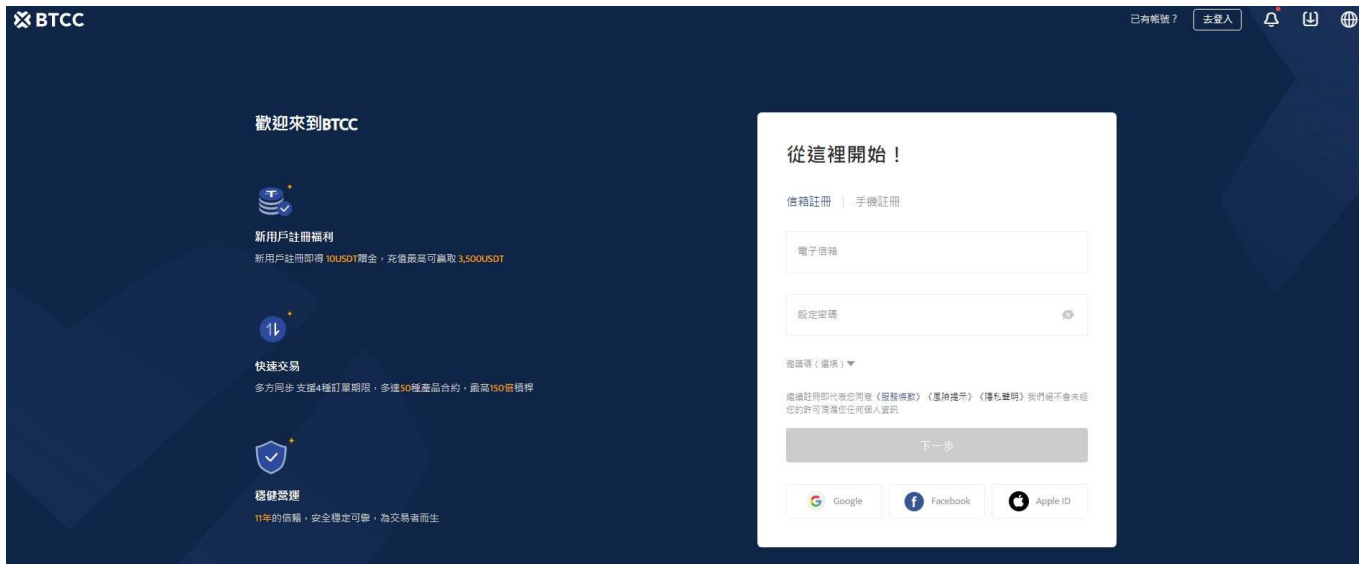 BTCC
已有帳號？
去登入
歡迎來到BTCC
新用戶註冊福利
新用戶註冊即得 10USDT贈金，充值最高可贏取 3,500USDT
快速交易
多方同步 支援4種訂單期限，多達50種產品合約，最高150倍槓桿
穩健營運
11年的信賴，安全穩定可靠，為交易者而生
從這裡開始！
信箱註冊 | 手機註冊
電子信箱
設定密碼
邀請碼（選填）▼
繼續註冊即代表您同意《服務條款》《風險提示》《隱私聲明》我們絕不會未經
您的許可洩漏您任何個人資訊
下一步
Google
Facebook
Apple ID